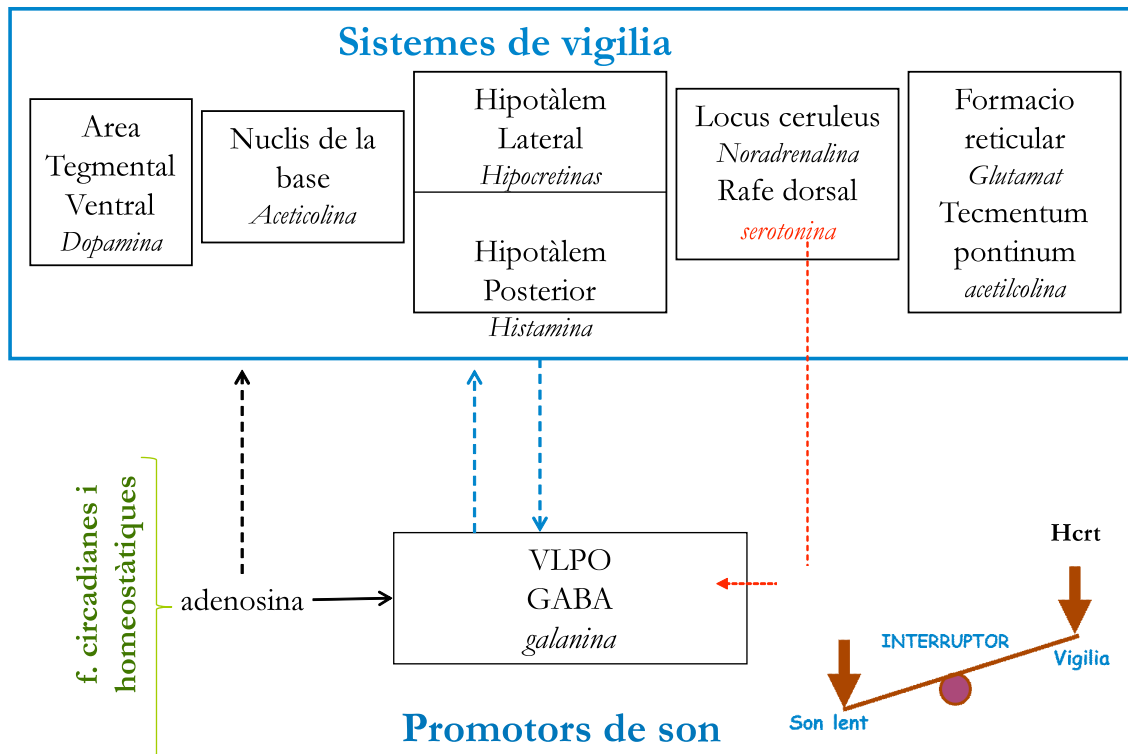 Sistemes de vigilia
Area
Tegmental
Ventral
Dopamina
Nuclis de la
base
Aceticolina
Hipotàlem
Lateral
Hipocretinas
Hipotàlem
Posterior
Histamina
Locus ceruleus
Noradrenalina
Rafe dorsal
serotonina
Formacio
reticular
Glutamat
Tecmentum
pontinum
acetilcolina
f. circadianes i
homeostàtiques
adenosina
VLPO
GABA
galanina
Hcrt
INTERRUPTOR
Vigilia
Son lent
Promotors de son